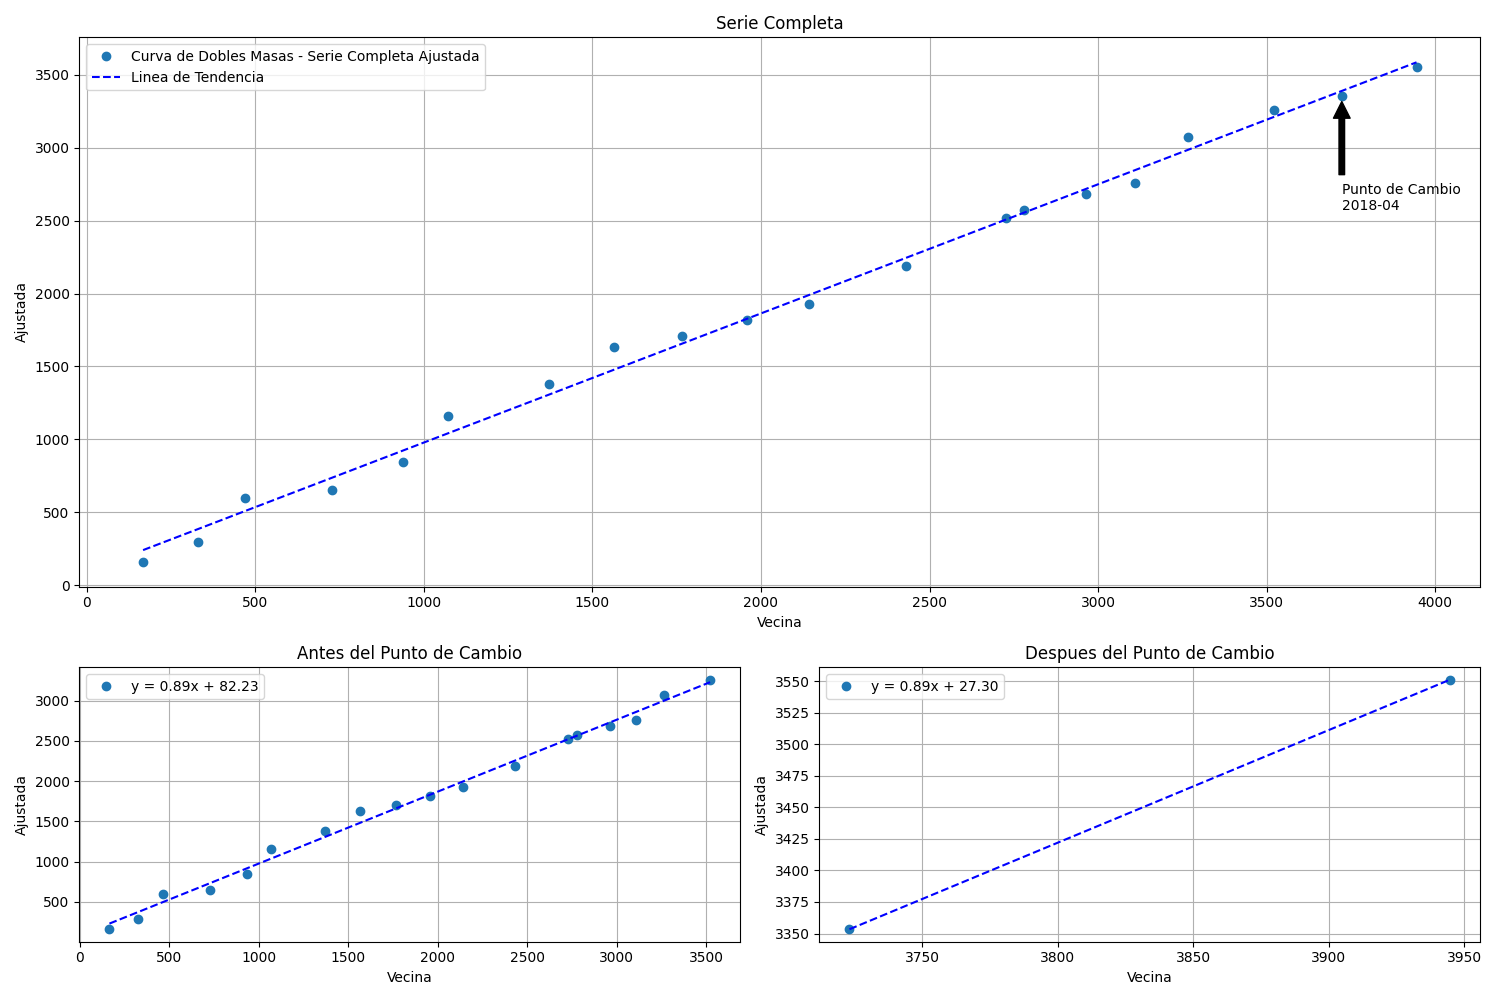 Serie Completa
Curva de Dobles Masas - Serie Completa Ajustada
Linea de Tendencia
3500
3000
2500
2000
1500
1000
500
0
Ajustada
Punto de Cambio
2018-04
0 500 1000 1500 2000 2500 3000 3500 4000
Vecina
Antes del Punto de Cambio
y = 0.89x + 82.23
3000
2500
2000
1500
1000
500
Ajustada
0 500 1000 1500 2000 2500 3000 3500
Vecina
Despues del Punto de Cambio
y = 0.89x + 27.30
3550
3525
3500
3475
3450
3425
3400
3375
3350
Ajustada
3750 3800 3850 3900 3950
Vecina